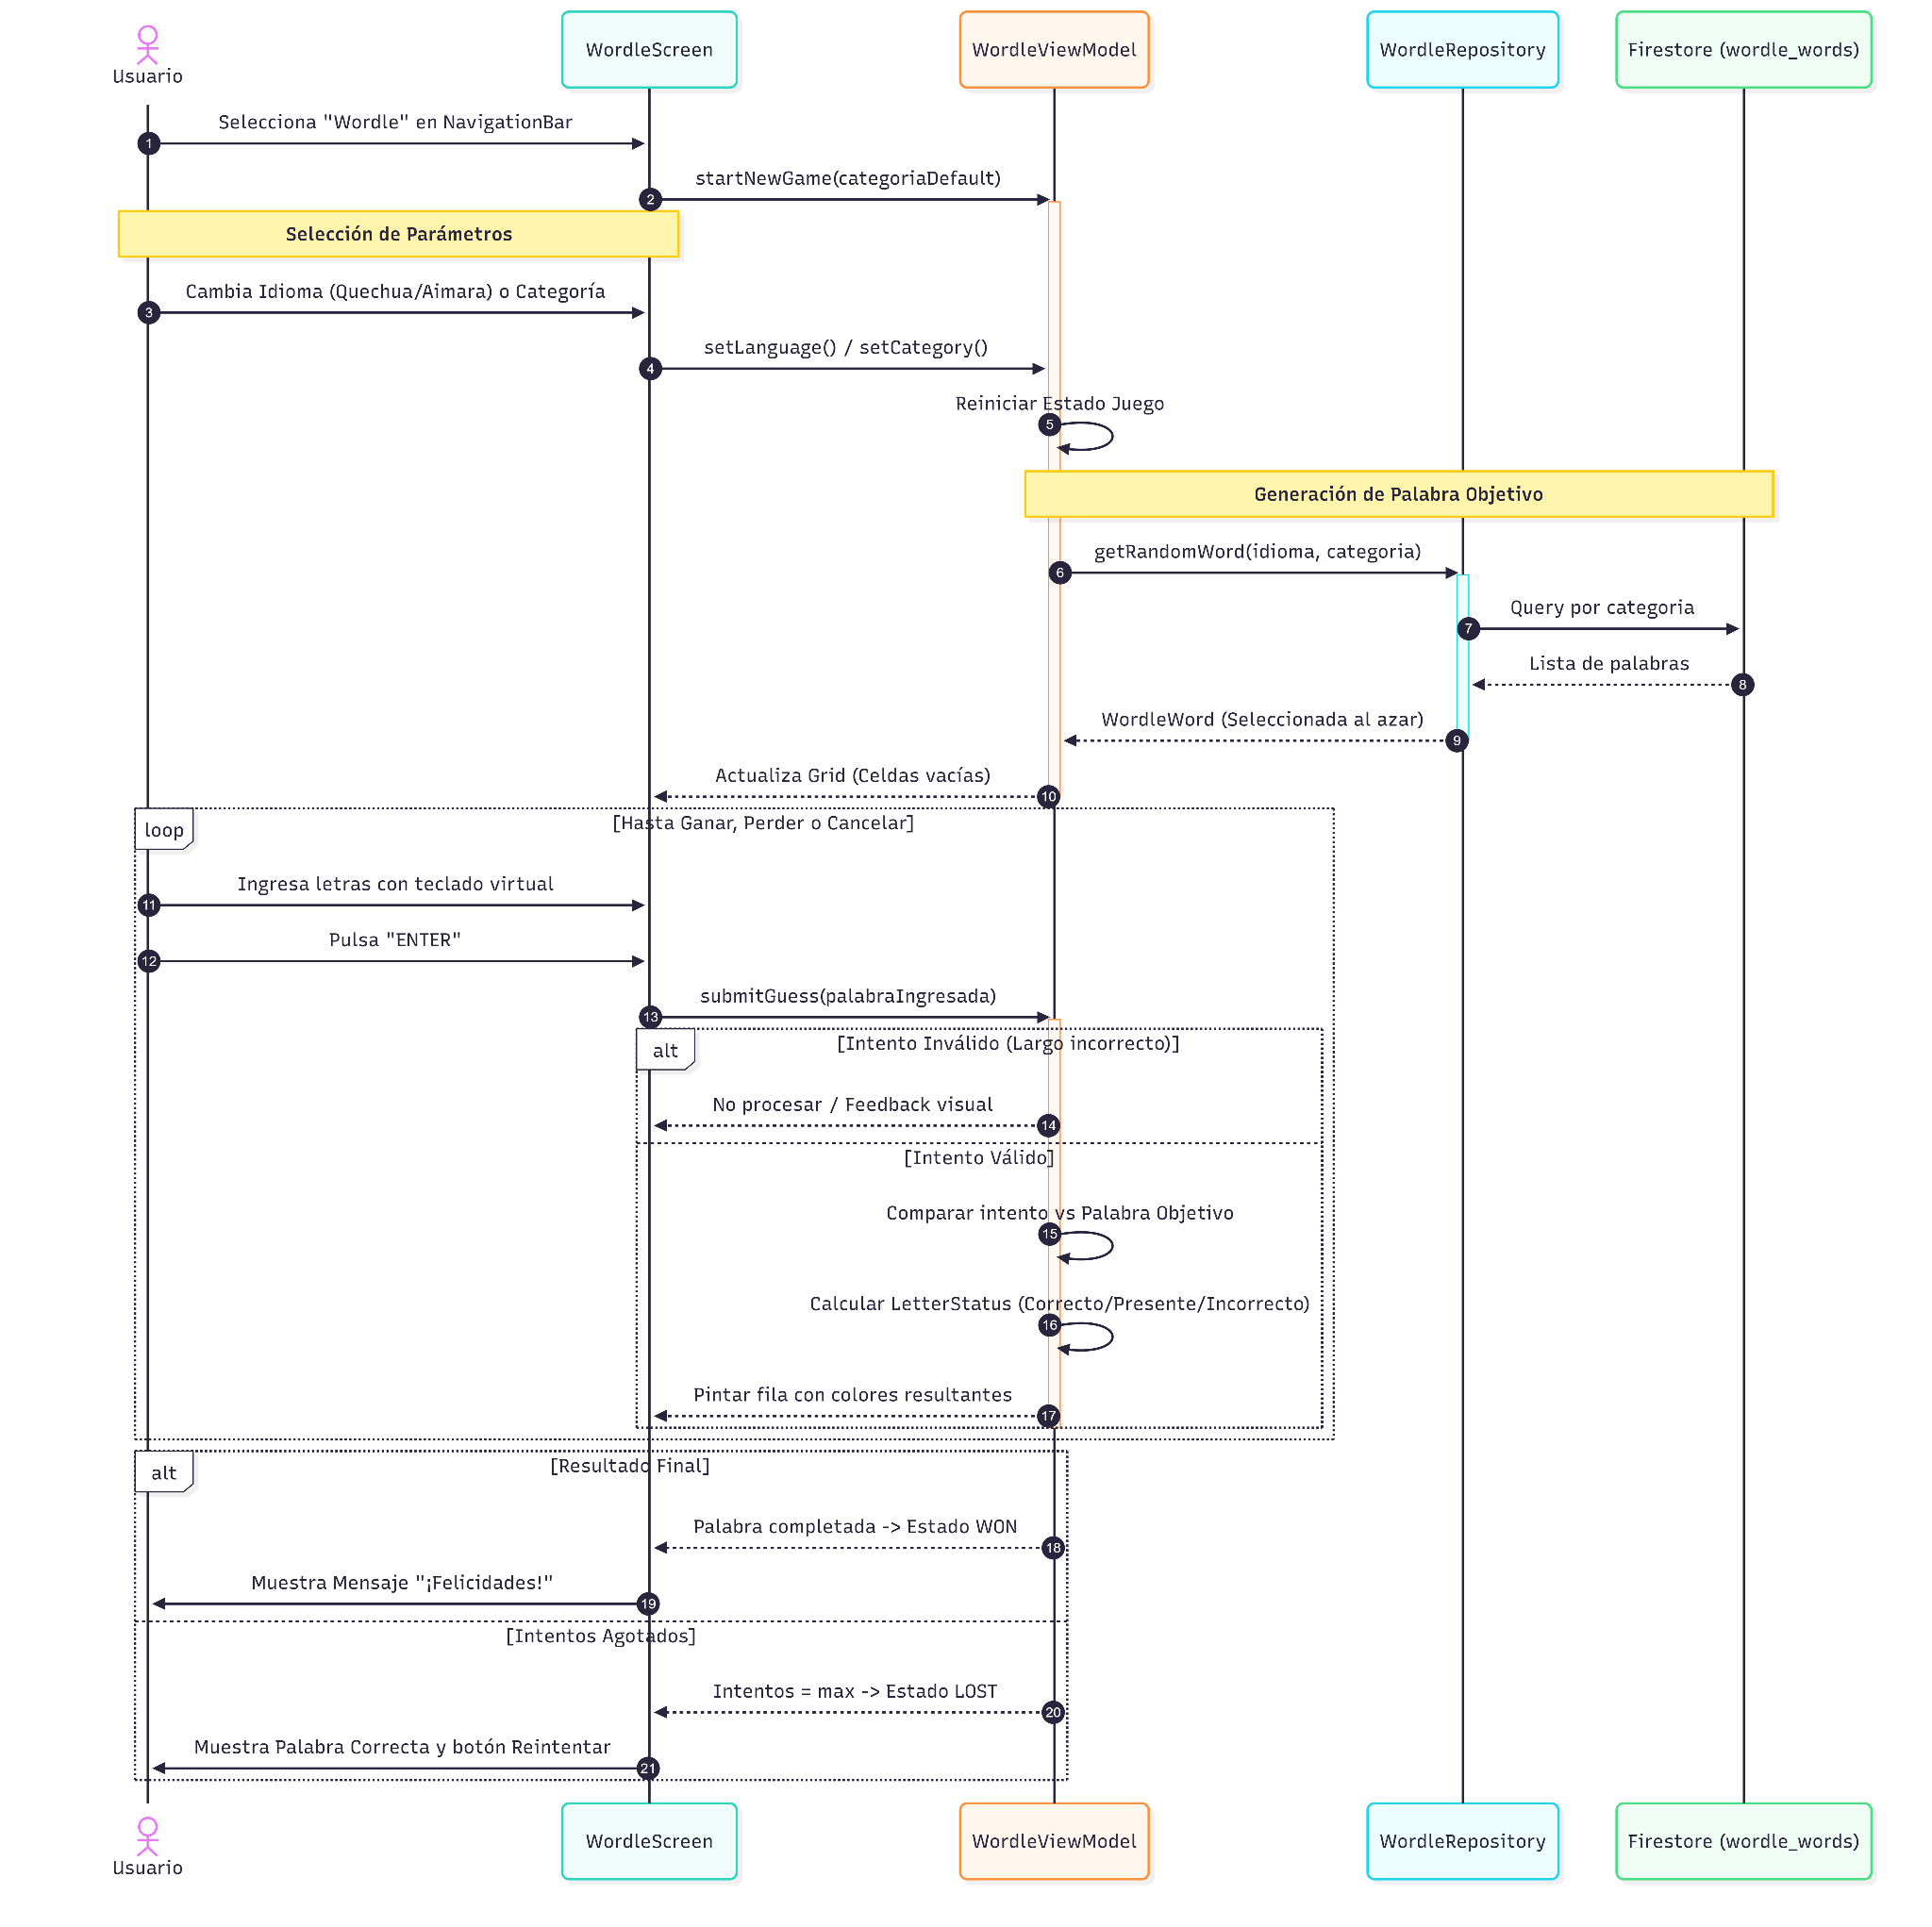 Usuario
WordleScreen
WordleViewModel
WordleRepository
Firestore (wordle_words)
Selecciona "Wordle" en NavigationBar
1
startNewGame(categoriaDefault)
2
Selección de Parámetros
Cambia Idioma (Quechua/Aimara) o Categoría
3
setLanguage() / setCategory()
4
Reiniciar Estado Juego
5
Generación de Palabra Objetivo
getRandomWord(idioma, categoria)
6
Query por categoria
7
Lista de palabras
8
WordleWord (Seleccionada al azar)
9
Actualiza Grid (Celdas vacías)
10
loop
[Hasta Ganar, Perder o Cancelar]
Ingresa letras con teclado virtual
11
Pulsa "ENTER"
12
submitGuess(palabraIngresada)
13
alt
[Intento Inválido (Largo incorrecto)]
No procesar / Feedback visual
14
[Intento Válido]
Comparar intento vs Palabra Objetivo
15
Calcular LetterStatus (Correcto/Presente/Incorrecto)
16
Pintar fila con colores resultantes
17
alt
[Resultado Final]
Palabra completada -> Estado WON
18
Muestra Mensaje "¡Felicidades!"
19
[Intentos Agotados]
Intentos = max -> Estado LOST
20
Muestra Palabra Correcta y botón Reintentar
21
Usuario
WordleScreen
WordleViewModel
WordleRepository
Firestore (wordle_words)